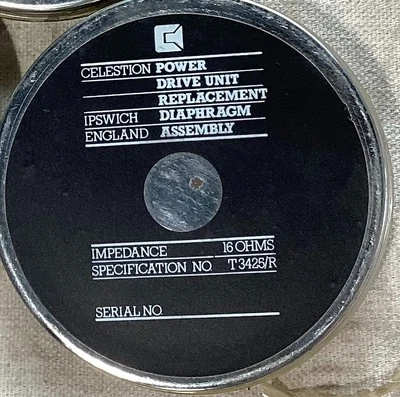 CELESTION POWER
DRIVE UNIT
REPLACEMENT
IPSWICH DIAPHRAGM
ENGLAND ASSEMBLY
IMPEDANCE 16 OHMS
SPECIFICATION NO. T3425/R
SERIAL NO.